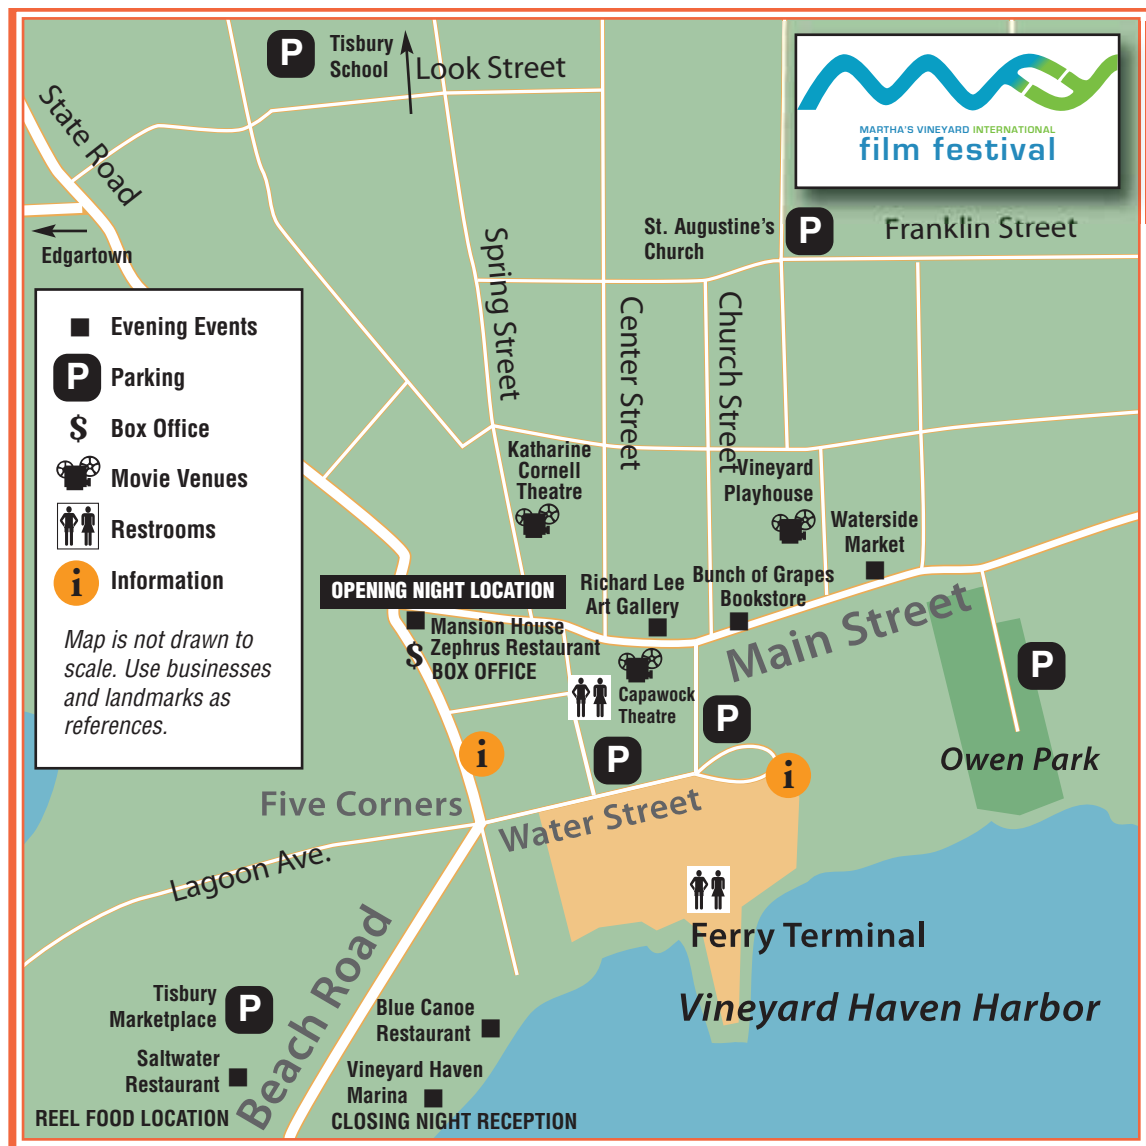 P
Tisbury
School
Look Street
State Road
MARTHA'S VINEYARD INTERNATIONAL
film festival
Edgartown
St. Augustine's
Church
P
Franklin Street
Spring Street
Center Street
Church Street
Evening Events
P Parking
$ Box Office
Movie Venues
Restrooms
i Information
Map is not drawn to
scale. Use businesses
and landmarks as
references.
Katharine
Cornell
Theatre
Vineyard
Playhouse
Waterside
Market
OPENING NIGHT LOCATION
Richard Lee
Art Gallery
Bunch of Grapes
Bookstore
Mansion House
$ Zephrus Restaurant
BOX OFFICE
Main Street
Capawock
Theatre
P
P
P
i
i
Owen Park
Five Corners
Water Street
Lagoon Ave.
Beach Road
Ferry Terminal
Vineyard Haven Harbor
Tisbury
Marketplace
P
Blue Canoe
Restaurant
Saltwater
Restaurant
REEL FOOD LOCATION
Vineyard Haven
Marina
CLOSING NIGHT RECEPTION